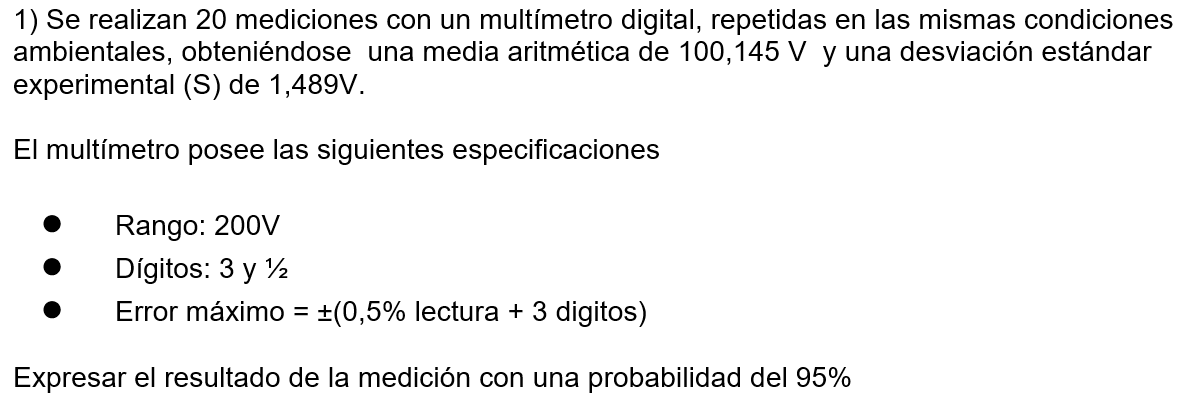 1) Se realizan 20 mediciones con un multímetro digital, repetidas en las mismas condiciones
ambientales, obteniéndose  una media aritmética de 100,145 V  y una desviación estándar
experimental (S) de 1,489V.
El multímetro posee las siguientes especificaciones
● Rango: 200V
● Dígitos: 3 y ½
● Error máximo = ±(0,5% lectura + 3 digitos)
Expresar el resultado de la medición con una probabilidad del 95%